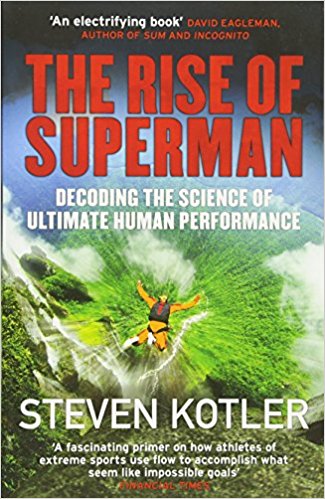 'An electrifying book' DAVID EAGLEMAN,
AUTHOR OF SUM AND INCOGNITO
THE RISE OF
SUPERMAN
DECODING THE SCIENCE OF
ULTIMATE HUMAN PERFORMANCE
STEVEN KOTLER
'A fascinating primer on how athletes of
extreme sports use flow to accomplish what
seem like impossible goals'
FINANCIAL TIMES